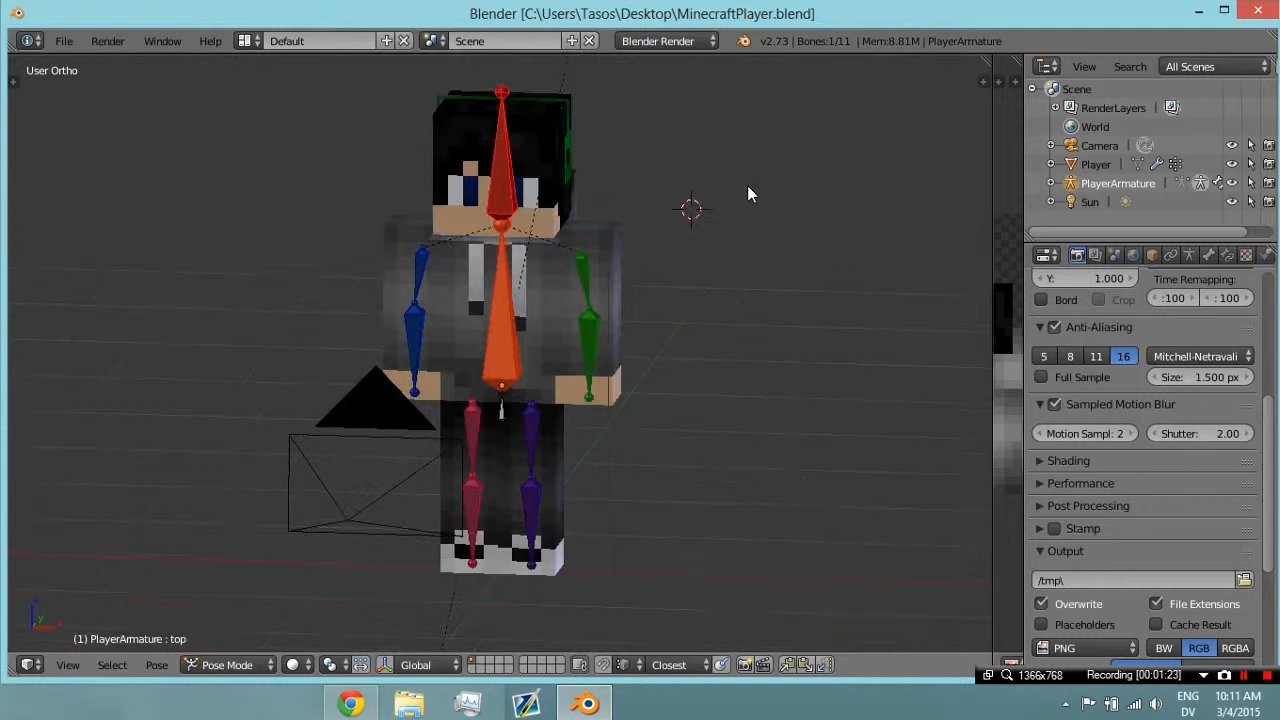 Blender [C:\Users\Tasos\Desktop\MinecraftPlayer.blend]
File Render Window Help Default Scene Blender Render v2.73 | Bones:1/11 | Mem:8.81M | PlayerArmature
User Ortho
View Search All Scenes
Scene
RenderLayers
World
Camera
Player
PlayerArmature
Sun
Y: 1.000 Time Remapping:
Bord Crop :100 :100
Anti-Aliasing
5 8 11 16 Mitchell-Netravali
Full Sample Size: 1.500 px
Sampled Motion Blur
Motion Sampl: 2 Shutter: 2.00
Shading
Performance
Post Processing
Stamp
Output
/tmp\
Overwrite File Extensions
Placeholders Cache Result
PNG BW RGB RGBA
(1) PlayerArmature : top
View Select Pose Pose Mode Global Closest
1366x768 Recording [00:01:23]
ENG 10:11 AM
DV 3/4/2015